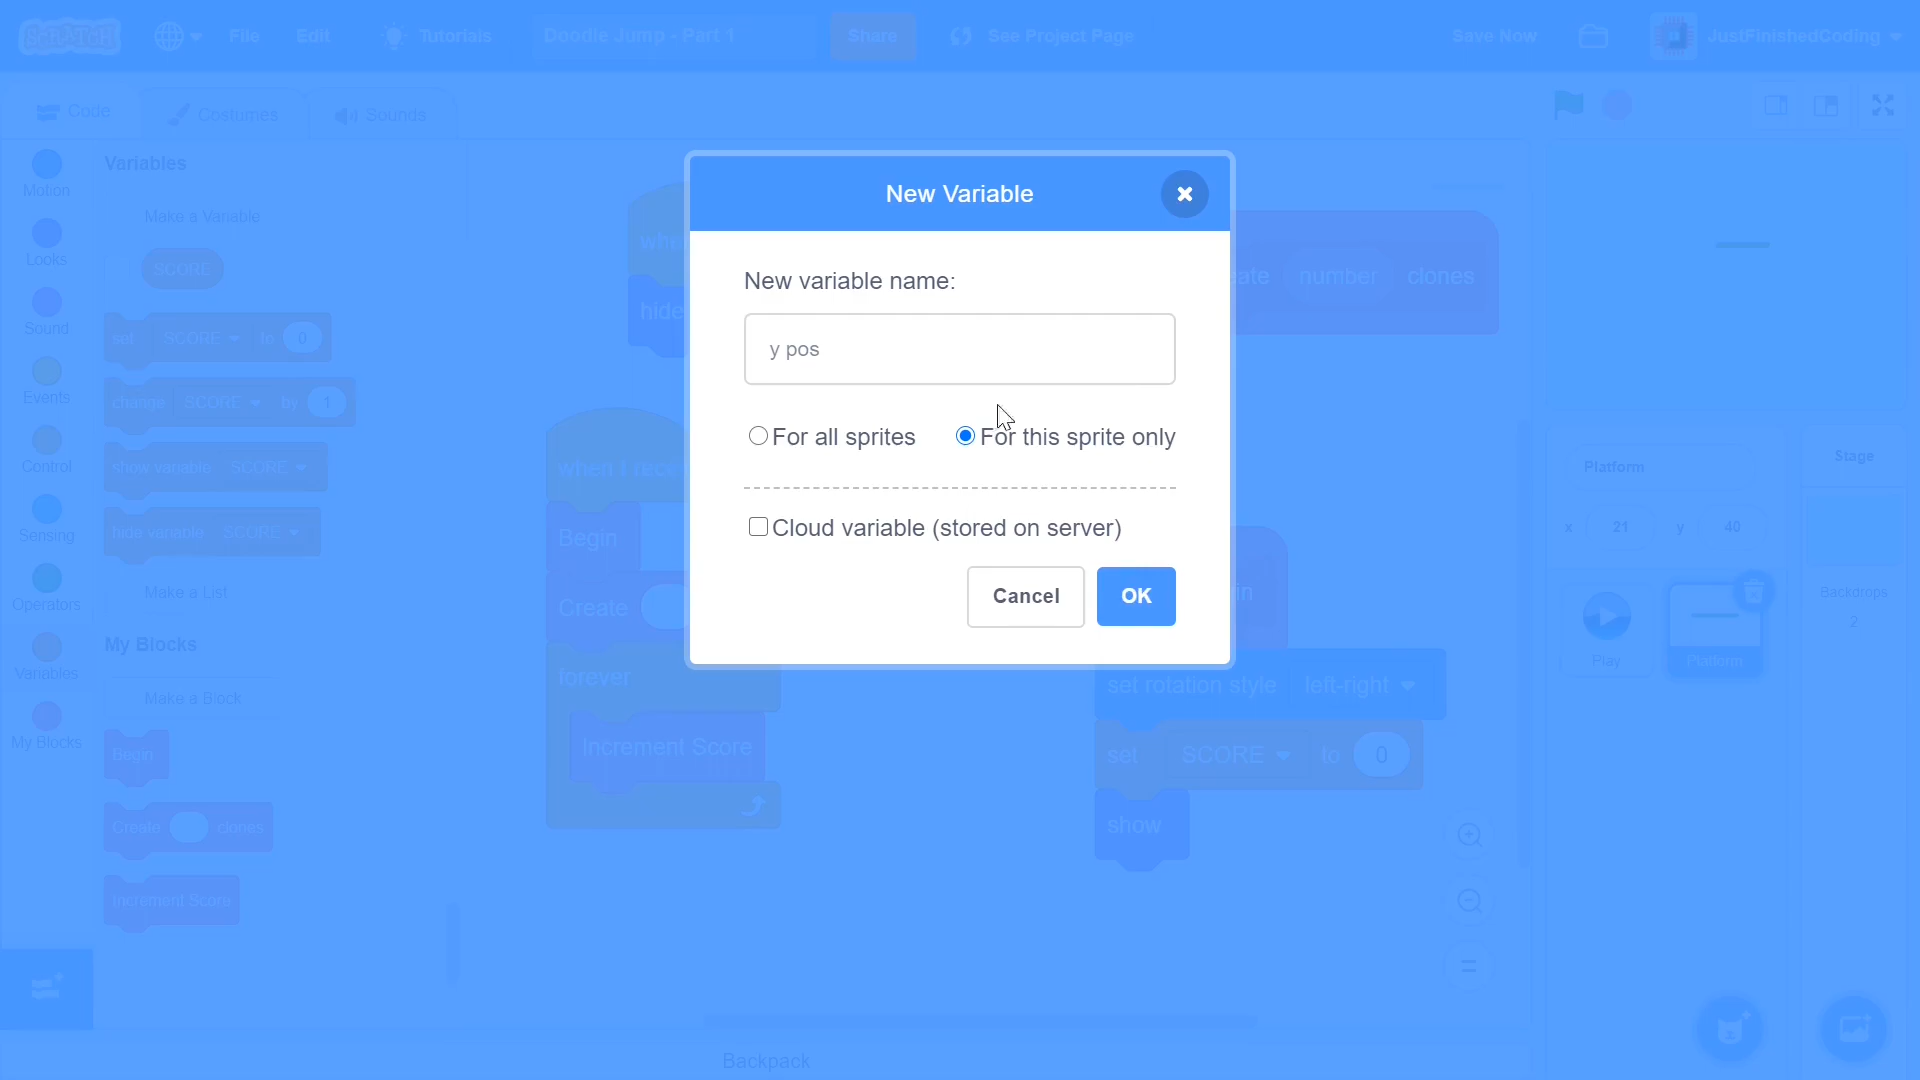 SCRATCH
File
Edit
Tutorials
Doodle Jump - Part 1
Share
See Project Page
Save Now
JustFinishedCoding
Code
Costumes
Sounds
Motion
Looks
Sound
Events
Control
Sensing
Operators
Variables
My Blocks
Variables
Make a Variable
SCORE
set SCORE to 0
change SCORE by 1
show variable SCORE
hide variable SCORE
Make a List
My Blocks
Make a Block
Begin
Create clones
Increment Score
hide
number clones
when I
Begin
Create
forever
Increment Score
set rotation style left-right
set SCORE to 0
show
New Variable
New variable name:
y pos
For all sprites
For this sprite only
Cloud variable (stored on server)
Cancel
OK
Platform
x 21 y 40
Play
Platform
Stage
Backdrops
2
Backpack